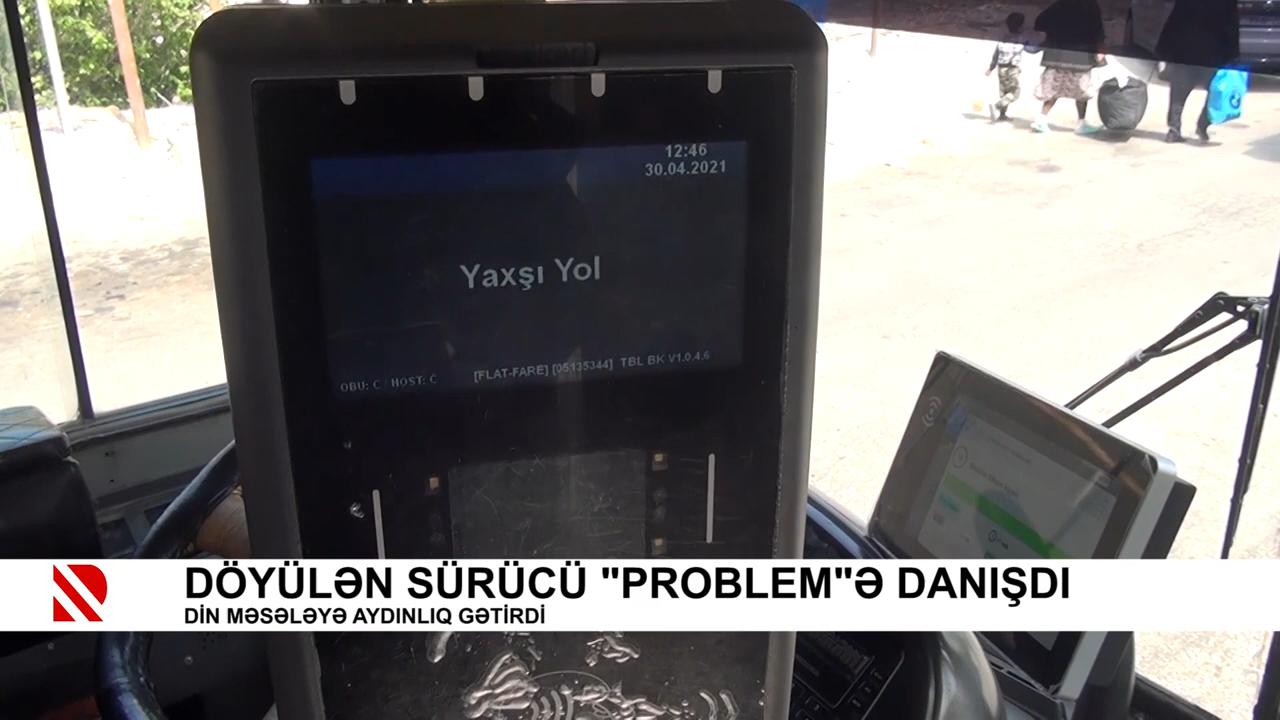 12:46
30.04.2021
Yaxşı Yol
OBU: C / HOST: C [FLAT-FARE] [05135344] TBL BK V1.0.4.6
DÖYÜLƏN SÜRÜCÜ "PROBLEM"Ə DANIŞDI
DİN MƏSƏLƏYƏ AYDINLIQ GƏTİRDİ